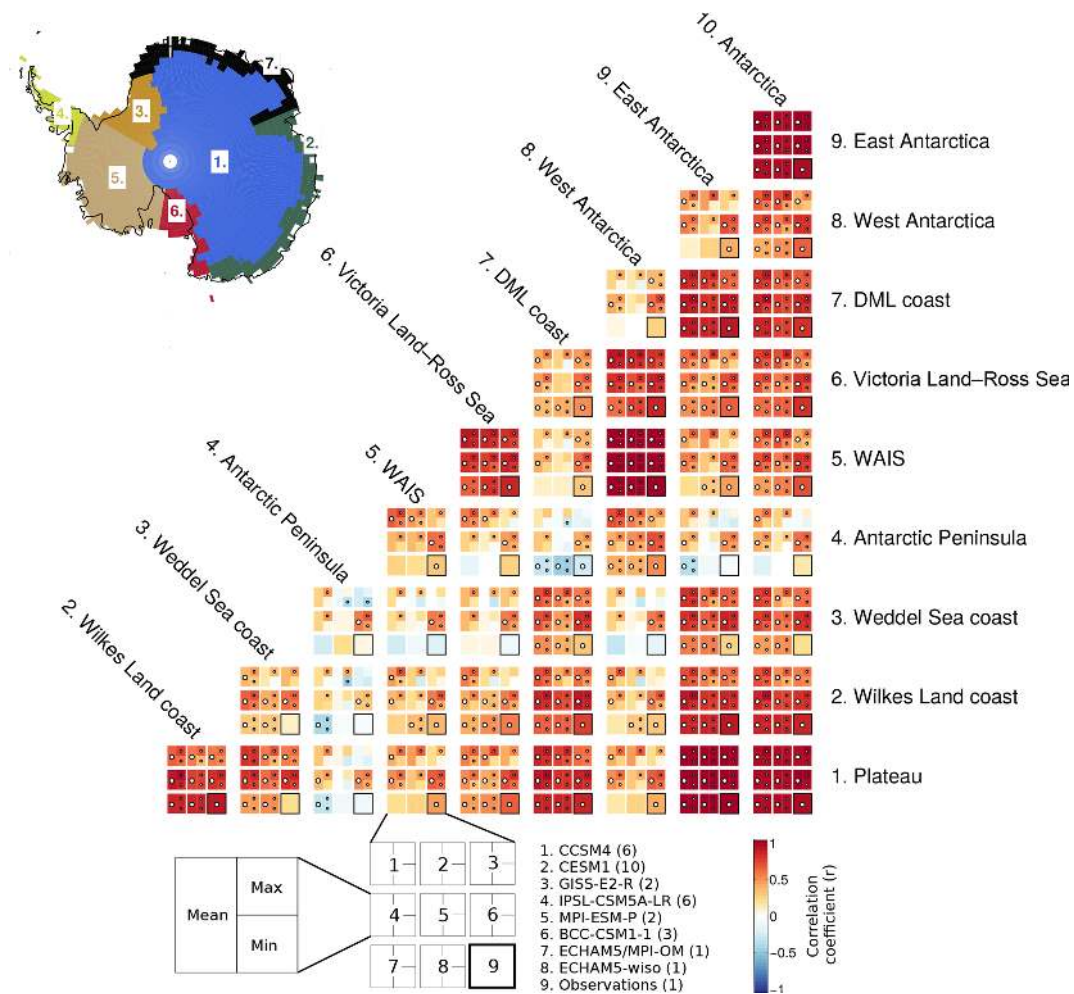 7.
4.
3.
2.
1.
5.
6.
10. Antarctica
9. East Antarctica
8. West Antarctica
7. DML coast
6. Victoria Land–Ross Sea
5. WAIS
4. Antarctic Peninsula
3. Weddel Sea coast
2. Wilkes Land coast
9. East Antarctica
8. West Antarctica
7. DML coast
6. Victoria Land–Ross Sea
5. WAIS
4. Antarctic Peninsula
3. Weddel Sea coast
2. Wilkes Land coast
1. Plateau
Mean
Max
Min
1 2 3
4 5 6
7 8 9
1. CCSM4 (6)
2. CESM1 (10)
3. GISS-E2-R (2)
4. IPSL-CSM5A-LR (6)
5. MPI-ESM-P (2)
6. BCC-CSM1-1 (3)
7. ECHAM5/MPI-OM (1)
8. ECHAM5-wiso (1)
9. Observations (1)
1
0.5
0
-0.5
-1
Correlation
coefficient (r)